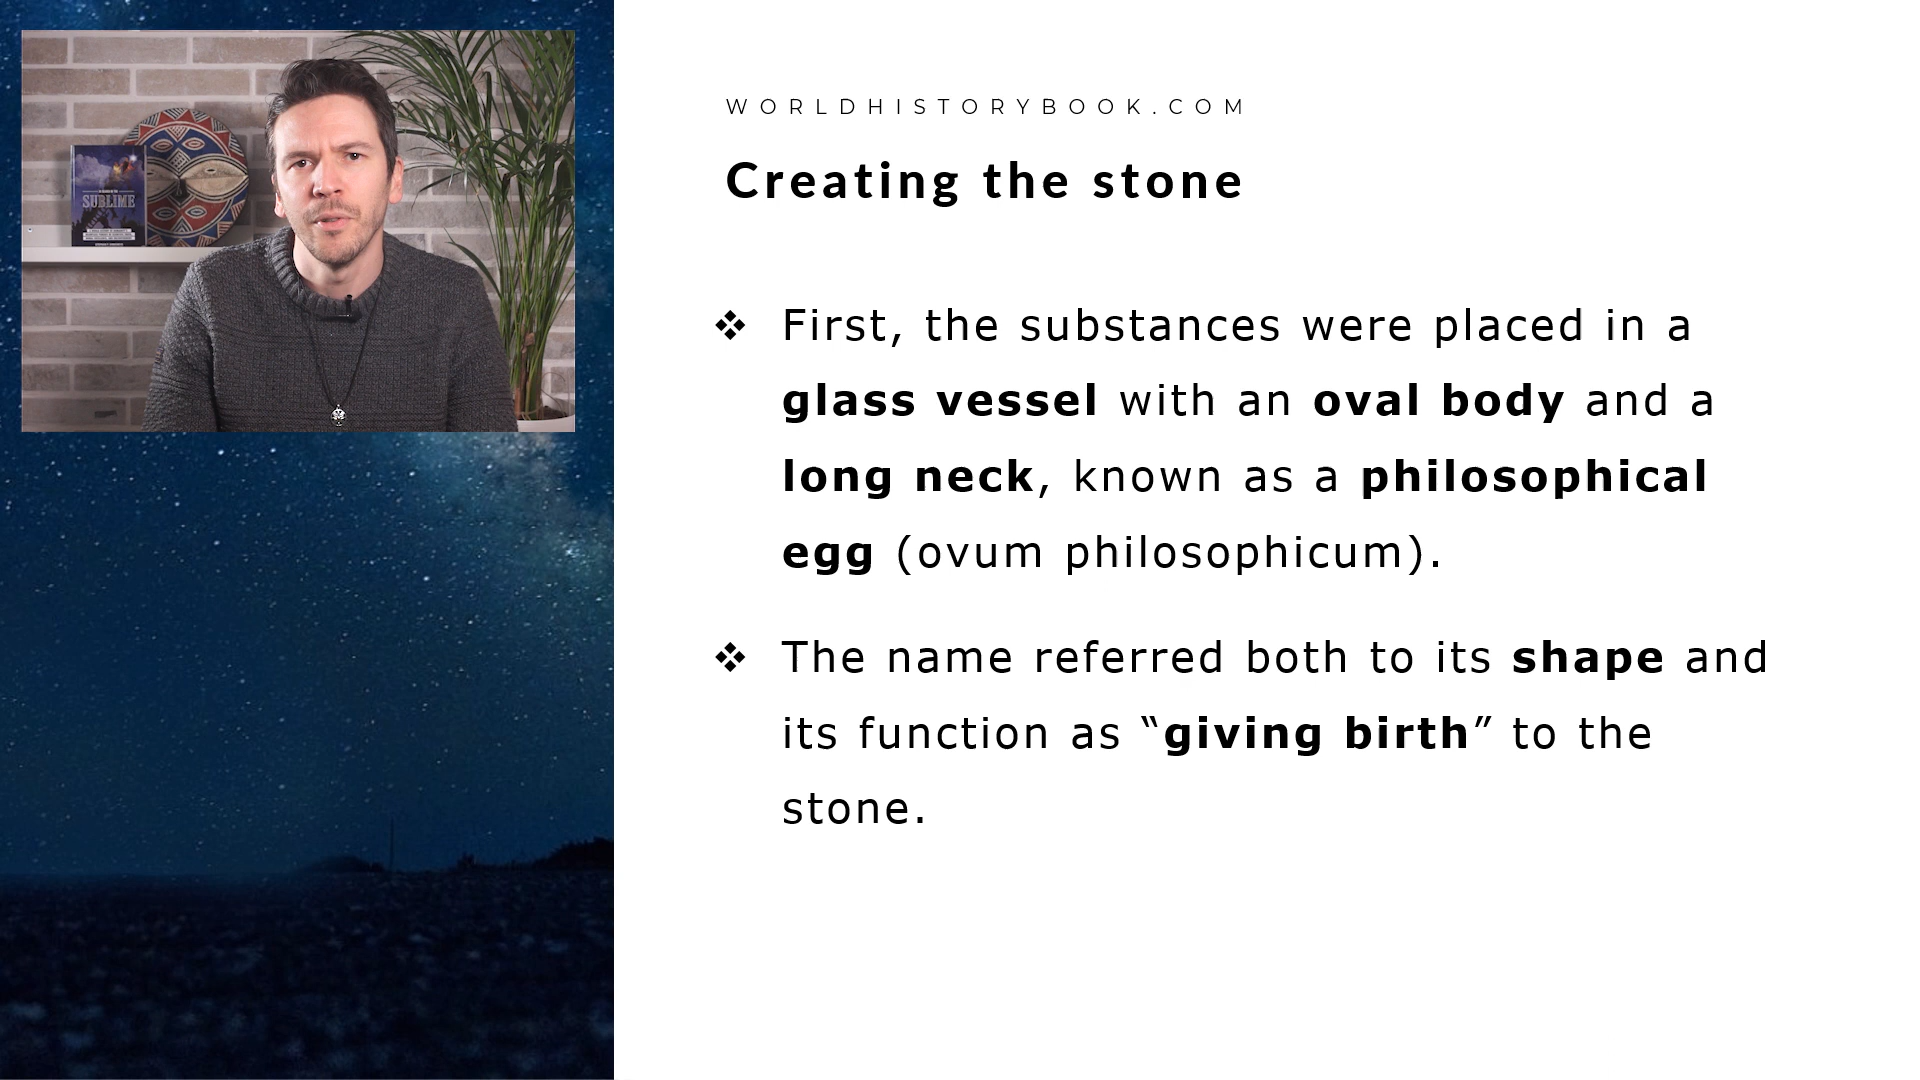 SUBLIME
WORLDHISTORYBOOK.COM
Creating the stone
❖ First, the substances were placed in a
glass vessel with an oval body and a
long neck, known as a philosophical
egg (ovum philosophicum).
❖ The name referred both to its shape and
its function as “giving birth” to the
stone.